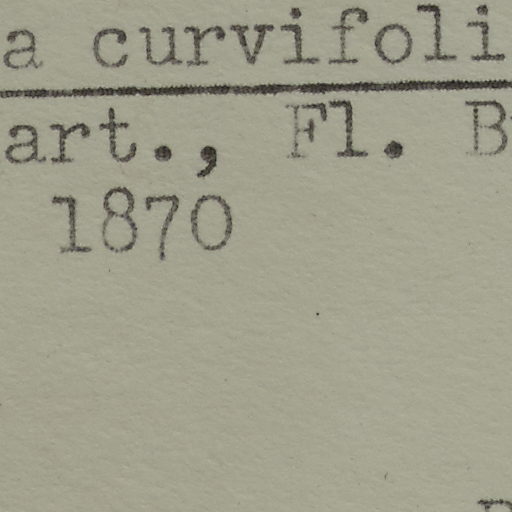 a curvifoli
art., Fl. B
1870